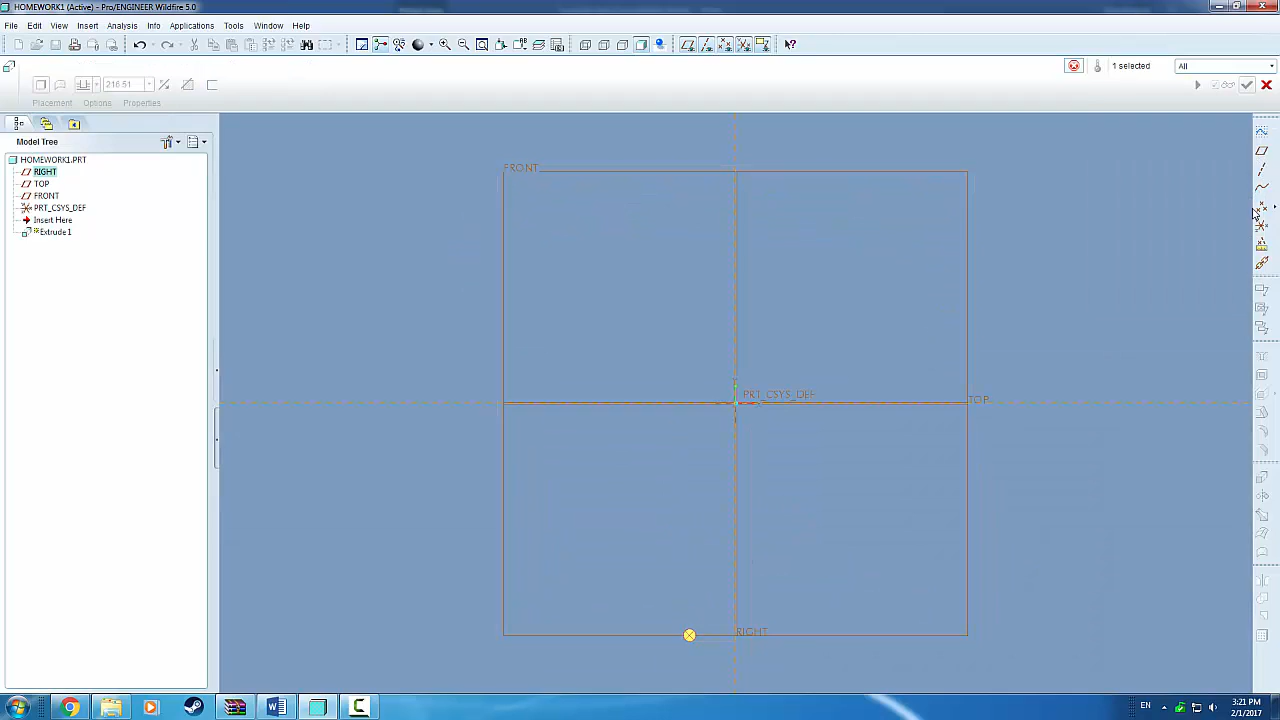 HOMEWORK1 (Active) - Pro/ENGINEER Wildfire 5.0
File Edit View Insert Analysis Info Applications Tools Window Help
1 selected All
216.51
Placement Options Properties
Model Tree
HOMEWORK1.PRT
RIGHT
TOP
FRONT
PRT_CSYS_DEF
Insert Here
Extrude 1
FRONT
PRT_CSYS_DEF
TOP
RIGHT
EN
3:21 PM
2/1/2017